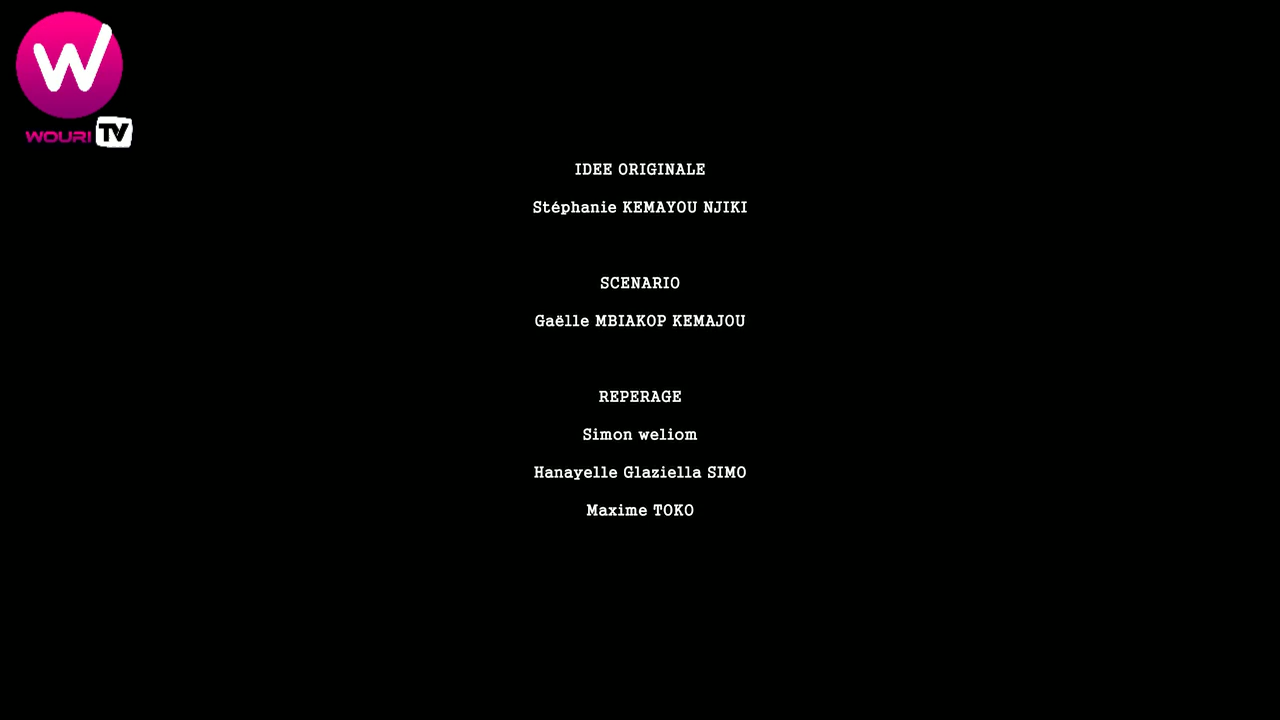 W
WOURI TV
IDEE ORIGINALE
Stéphanie KEMAYOU NJIKI
SCENARIO
Gaëlle MBIAKOP KEMAJOU
REPERAGE
Simon weliom
Hanayelle Glaziella SIMO
Maxime TOKO